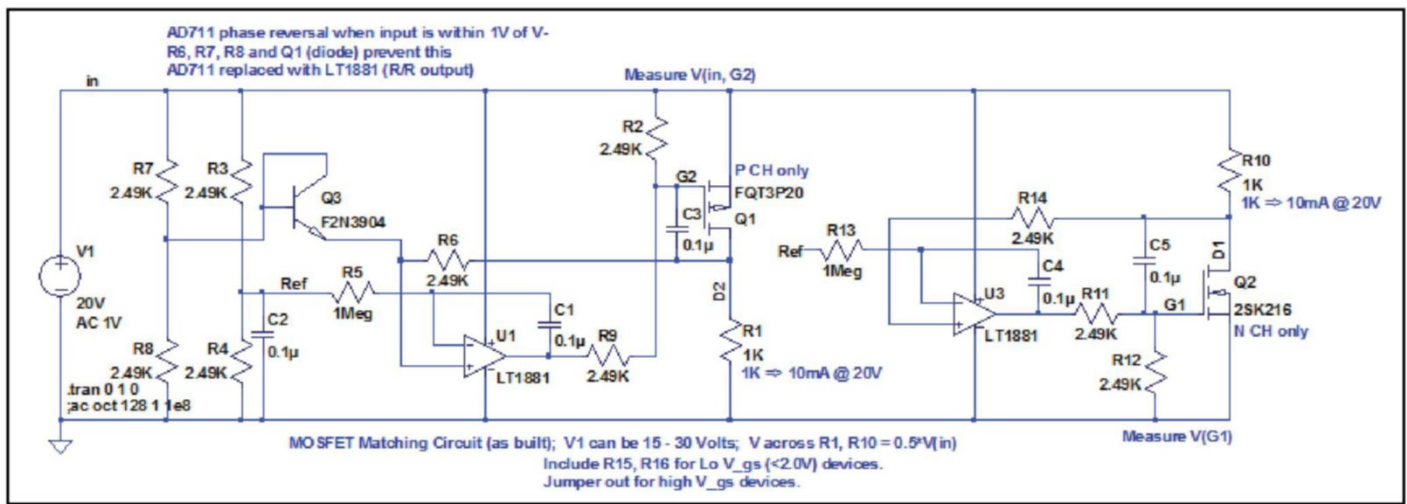 AD711 phase reversal when input is within 1V of V-
R6, R7, R8 and Q1 (diode) prevent this
AD711 replaced with LT1881 (R/R output)
Measure V(in, G2)
in
R7
2.49K
R3
2.49K
Q3
F2N3904
R2
2.49K
G2
P CH only
FQT3P20
Q1
C3
0.1µ
R10
1K
1K => 10mA @ 20V
R14
2.49K
R13
1Meg
Ref
C5
0.1µ
D1
Q2
2SK216
N CH only
V1
20V
AC 1V
R6
2.49K
Ref
R5
1Meg
D2
C4
0.1µ
U3
LT1881
R11
2.49K
G1
C2
0.1µ
C1
0.1µ
U1
LT1881
R9
2.49K
R1
1K
1K => 10mA @ 20V
R12
2.49K
R8
2.49K
R4
2.49K
.tran 0 1 0
;ac oct 128 1 1e8
MOSFET Matching Circuit (as built); V1 can be 15 - 30 Volts; V across R1, R10 = 0.5*V(in)
Measure V(G1)
Include R15, R16 for Lo V_gs (<2.0V) devices.
Jumper out for high V_gs devices.